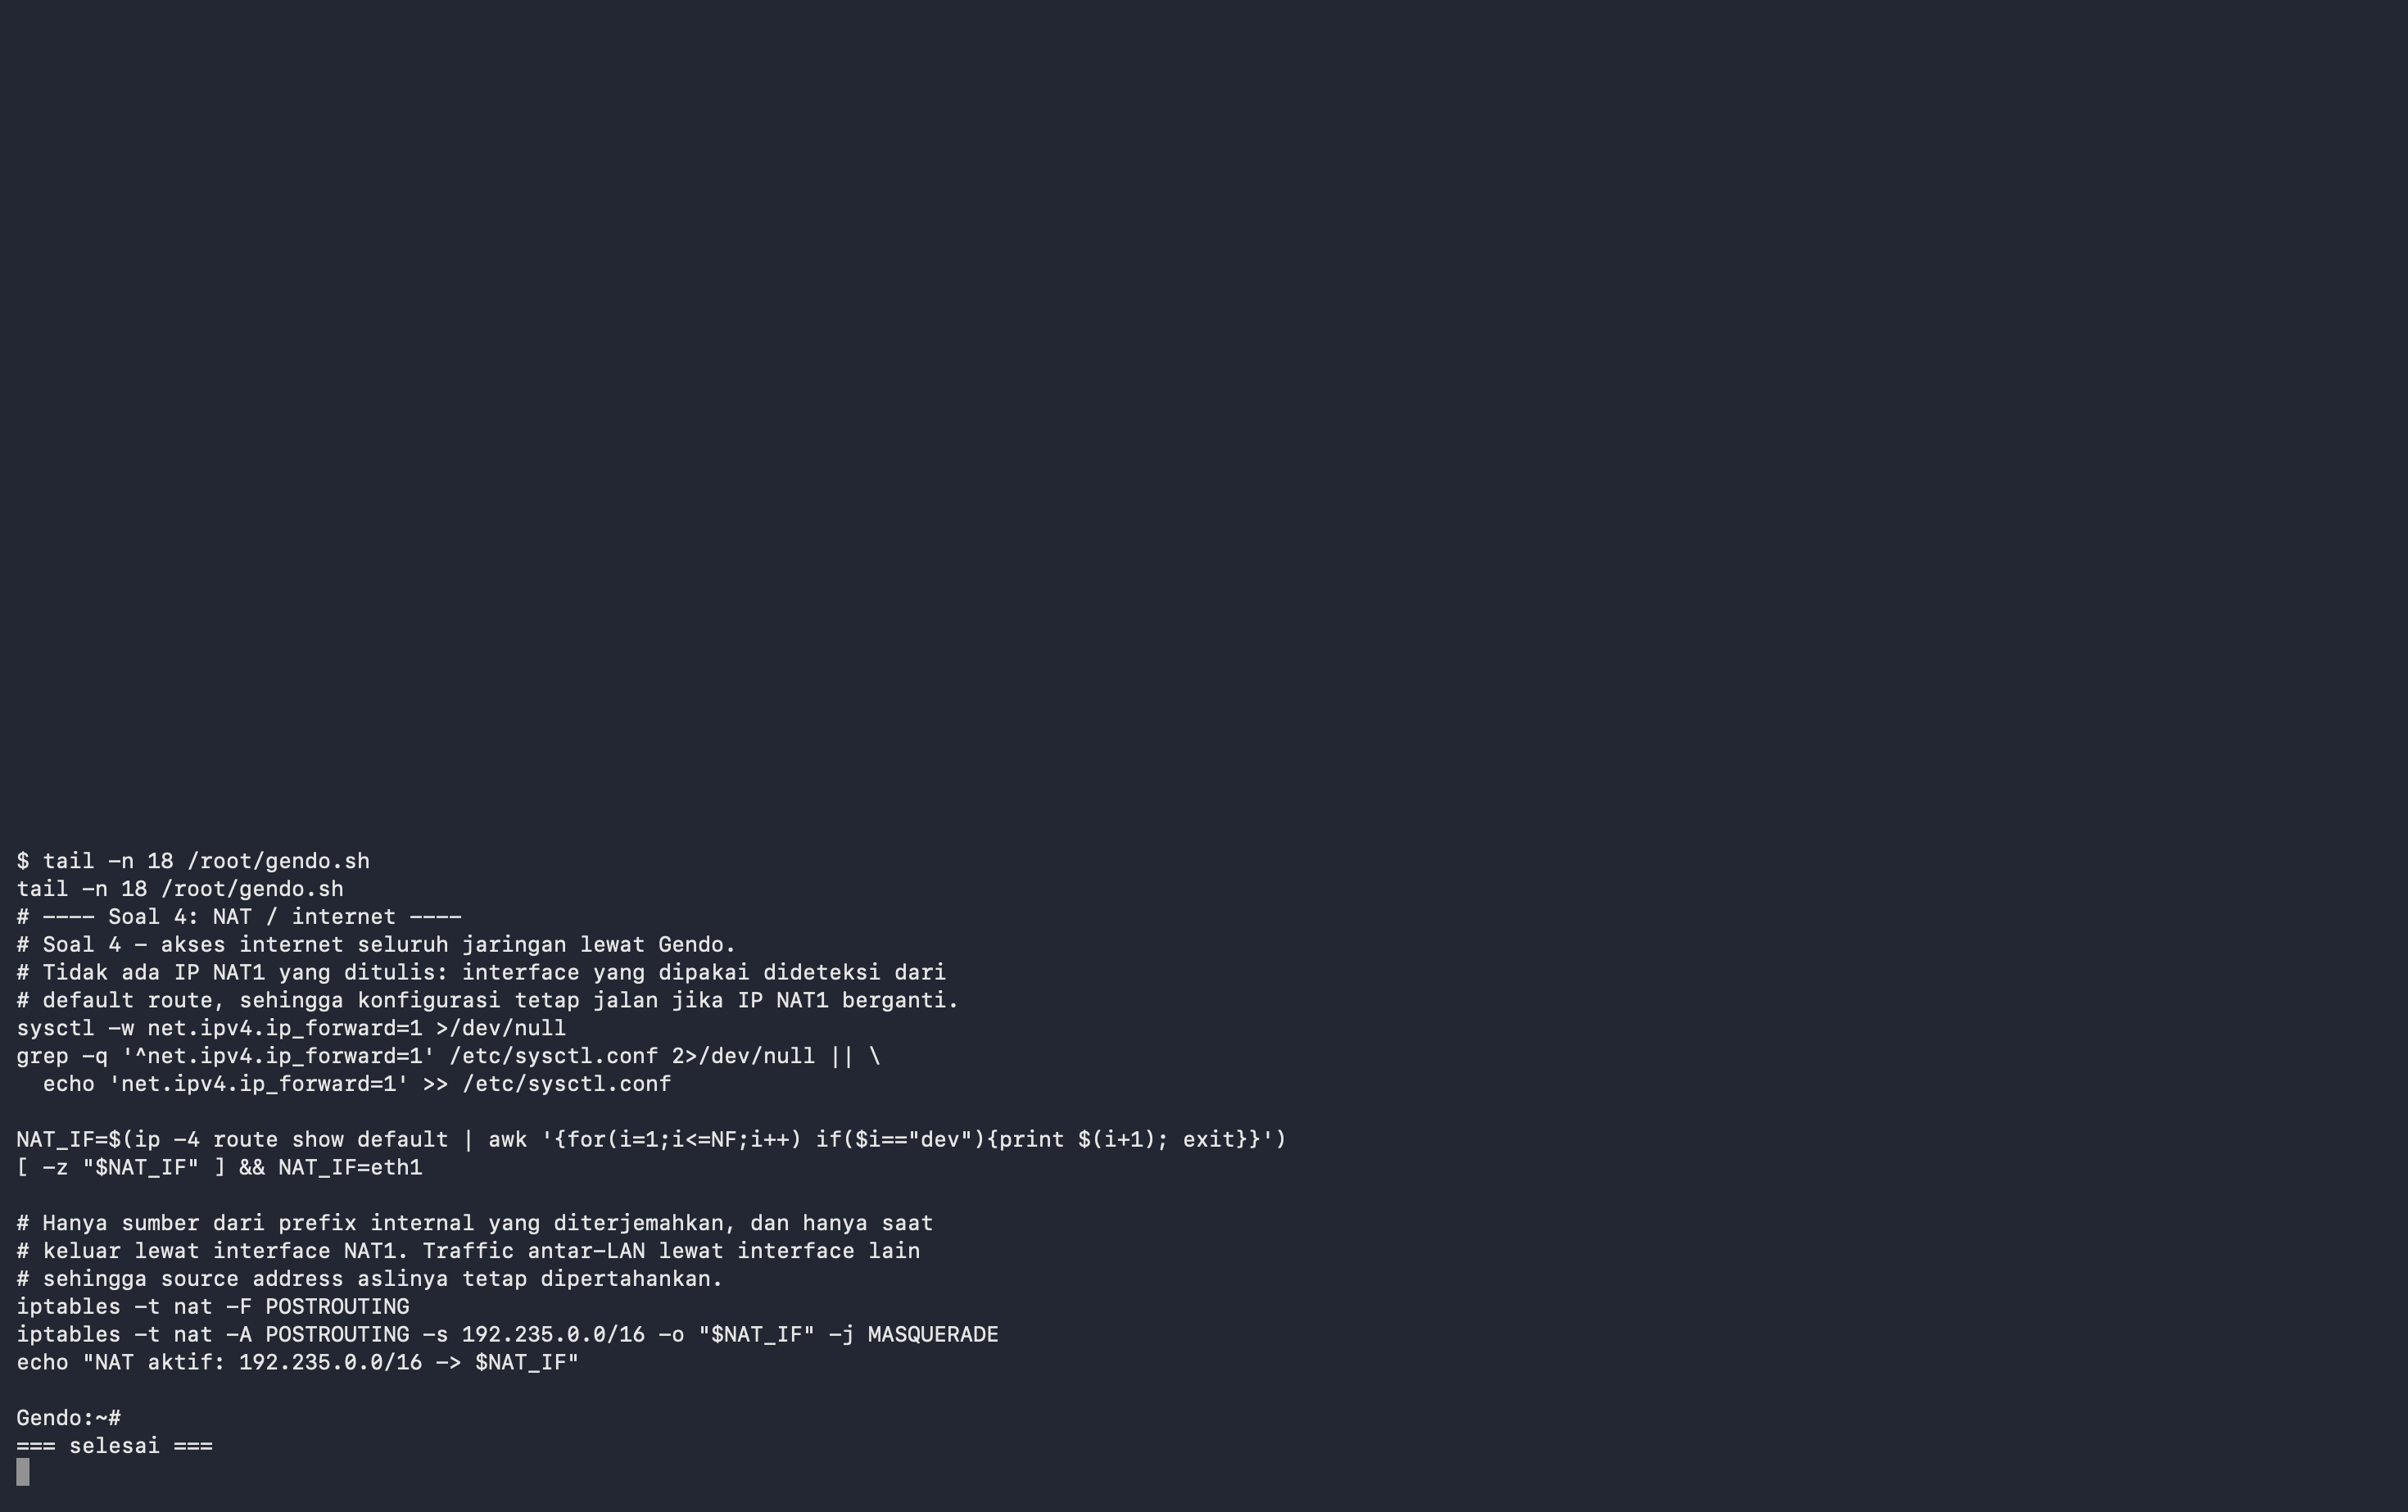 $ tail -n 18 /root/gendo.sh
tail -n 18 /root/gendo.sh
# ---- Soal 4: NAT / internet ----
# Soal 4 - akses internet seluruh jaringan lewat Gendo.
# Tidak ada IP NAT1 yang ditulis: interface yang dipakai dideteksi dari
# default route, sehingga konfigurasi tetap jalan jika IP NAT1 berganti.
sysctl -w net.ipv4.ip_forward=1 >/dev/null
grep -q '^net.ipv4.ip_forward=1' /etc/sysctl.conf 2>/dev/null || \
  echo 'net.ipv4.ip_forward=1' >> /etc/sysctl.conf

NAT_IF=$(ip -4 route show default | awk '{for(i=1;i<=NF;i++) if($i=="dev"){print $(i+1); exit}}')
[ -z "$NAT_IF" ] && NAT_IF=eth1

# Hanya sumber dari prefix internal yang diterjemahkan, dan hanya saat
# keluar lewat interface NAT1. Traffic antar-LAN lewat interface lain
# sehingga source address aslinya tetap dipertahankan.
iptables -t nat -F POSTROUTING
iptables -t nat -A POSTROUTING -s 192.235.0.0/16 -o "$NAT_IF" -j MASQUERADE
echo "NAT aktif: 192.235.0.0/16 -> $NAT_IF"

Gendo:~#
=== selesai ===